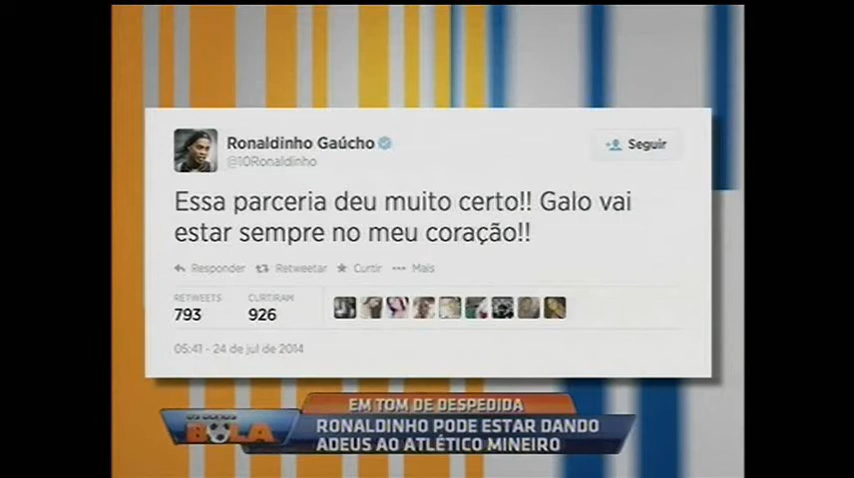 Ronaldinho Gaúcho
@10Ronaldinho
Seguir
Essa parceria deu muito certo!! Galo vai
estar sempre no meu coração!!
Responder Retweetar Curtir Mais
RETWEETS CURTIRAM
793 926
05:41 - 24 de jul de 2014
EM TOM DE DESPEDIDA
OS DONOS
BOLA
RONALDINHO PODE ESTAR DANDO
ADEUS AO ATLÉTICO MINEIRO